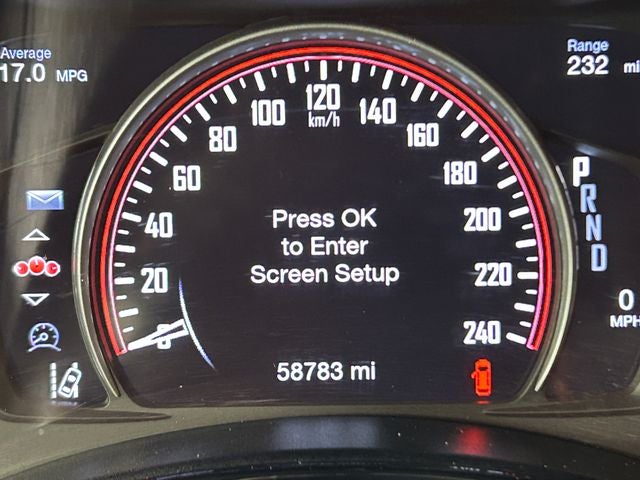 Average
17.0 MPG
Range
232 mi
0
20
40
60
80
100
120
km/h
140
160
180
200
220
240
Press OK
to Enter
Screen Setup
P
R
N
D
0
MPH
58783 mi